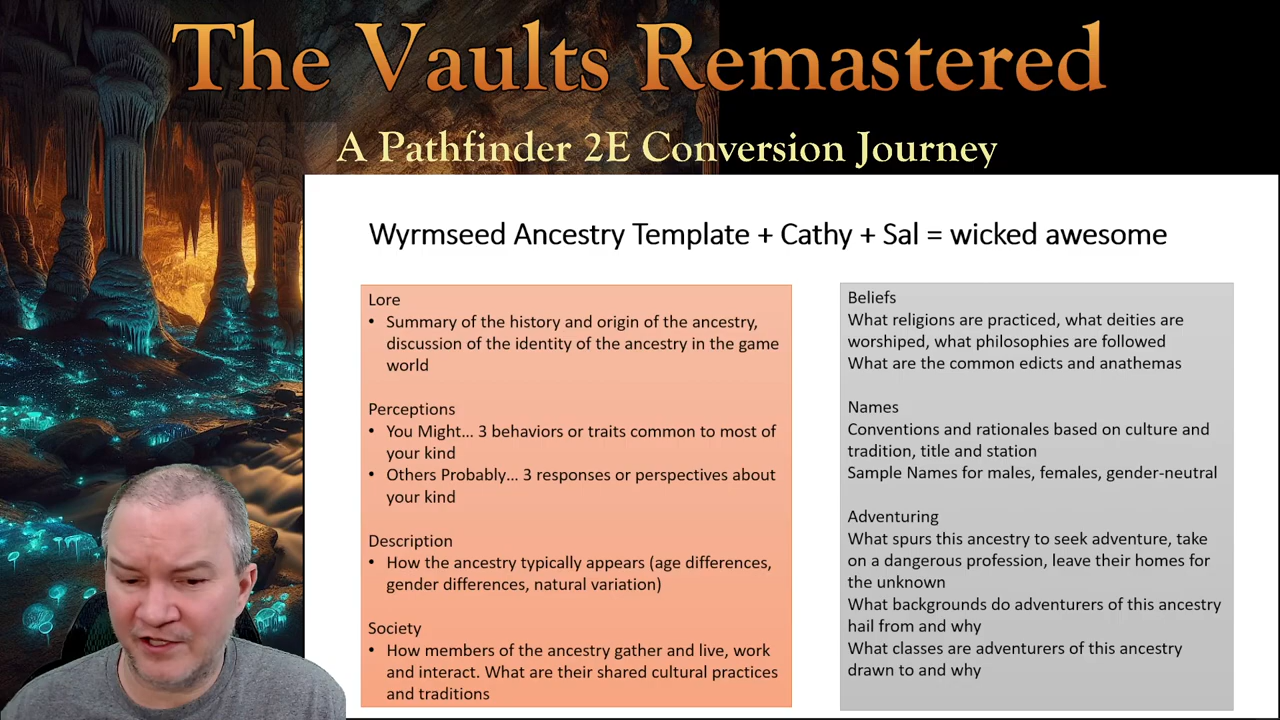 The Vaults Remastered
A Pathfinder 2E Conversion Journey
Wyrmseed Ancestry Template + Cathy + Sal = wicked awesome
Lore
• Summary of the history and origin of the ancestry,
discussion of the identity of the ancestry in the game
world
Perceptions
• You Might... 3 behaviors or traits common to most of
your kind
• Others Probably... 3 responses or perspectives about
your kind
Description
• How the ancestry typically appears (age differences,
gender differences, natural variation)
Society
• How members of the ancestry gather and live, work
and interact. What are their shared cultural practices
and traditions
Beliefs
What religions are practiced, what deities are
worshiped, what philosophies are followed
What are the common edicts and anathemas
Names
Conventions and rationales based on culture and
tradition, title and station
Sample Names for males, females, gender-neutral
Adventuring
What spurs this ancestry to seek adventure, take
on a dangerous profession, leave their homes for
the unknown
What backgrounds do adventurers of this ancestry
hail from and why
What classes are adventurers of this ancestry
drawn to and why